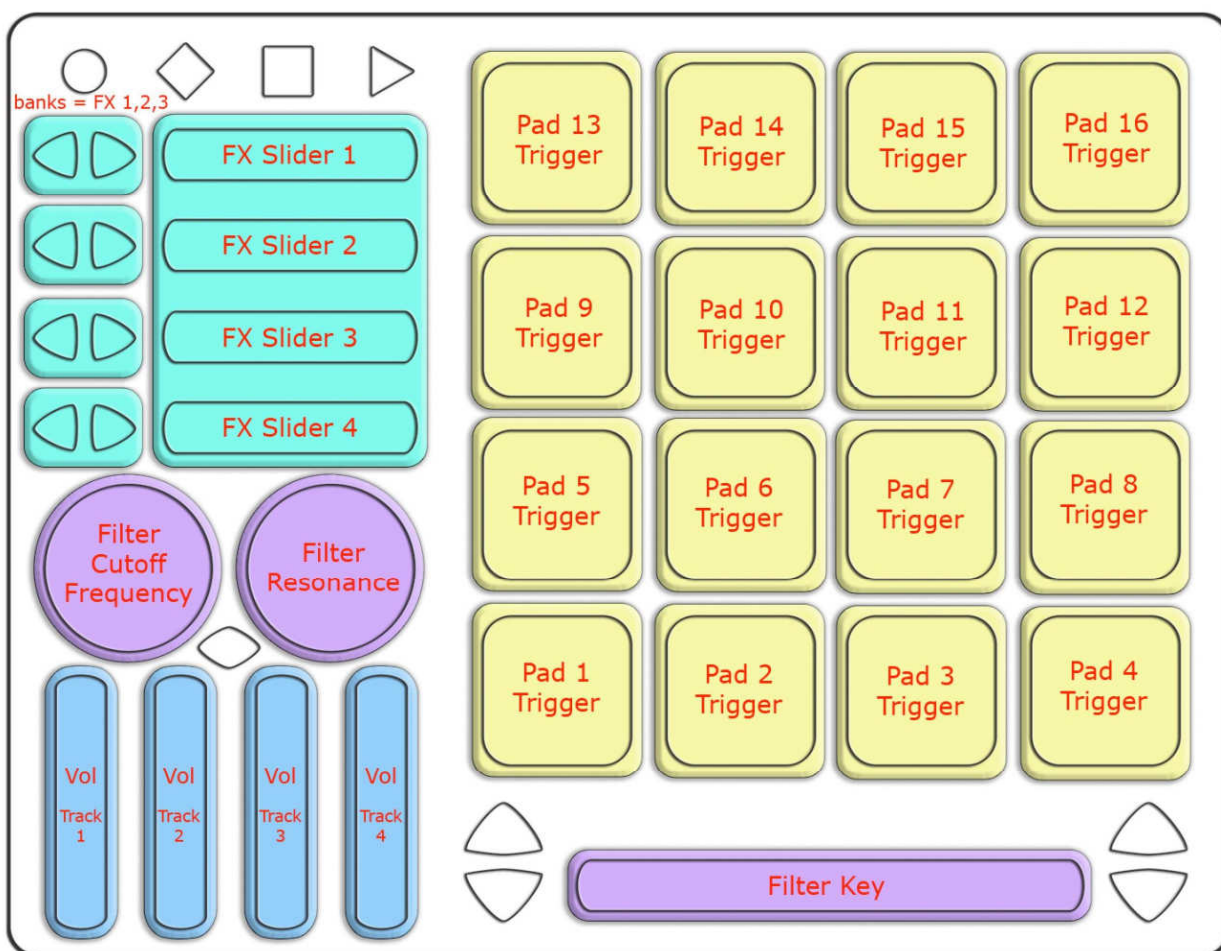 banks = FX 1,2,3
FX Slider 1
FX Slider 2
FX Slider 3
FX Slider 4
Filter
Cutoff
Frequency
Filter
Resonance
Vol
Track
1
Vol
Track
2
Vol
Track
3
Vol
Track
4
Pad 13
Trigger
Pad 14
Trigger
Pad 15
Trigger
Pad 16
Trigger
Pad 9
Trigger
Pad 10
Trigger
Pad 11
Trigger
Pad 12
Trigger
Pad 5
Trigger
Pad 6
Trigger
Pad 7
Trigger
Pad 8
Trigger
Pad 1
Trigger
Pad 2
Trigger
Pad 3
Trigger
Pad 4
Trigger
Filter Key